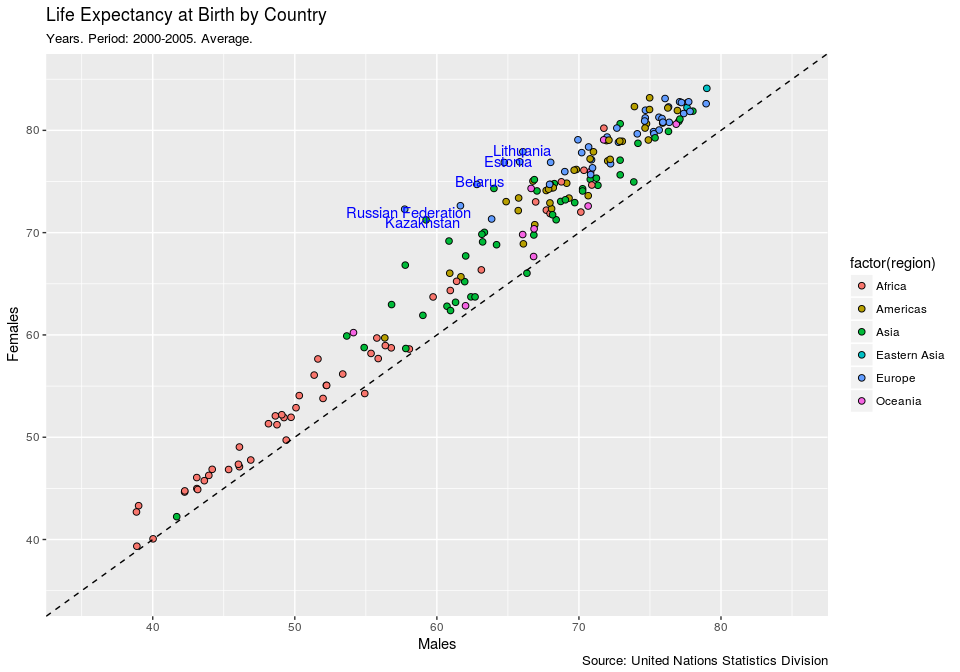 Life Expectancy at Birth by Country
Years. Period: 2000-2005. Average.
Females
80
70
60
50
40
Lithuania
Estonia
Belarus
Russian Federation
Kazakhstan
40 50 60 70 80
Males
factor(region)
Africa
Americas
Asia
Eastern Asia
Europe
Oceania
Source: United Nations Statistics Division